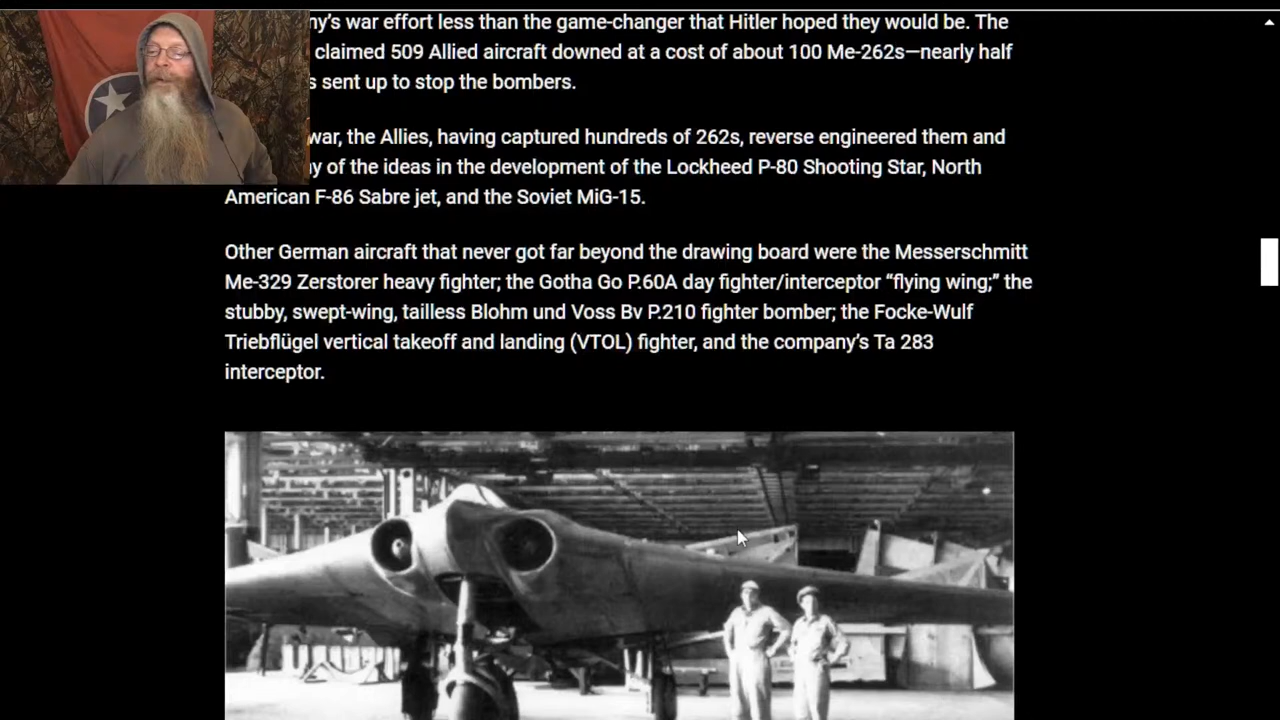 ny’s war effort less than the game-changer that Hitler hoped they would be. The
claimed 509 Allied aircraft downed at a cost of about 100 Me-262s—nearly half
s sent up to stop the bombers.
war, the Allies, having captured hundreds of 262s, reverse engineered them and
y of the ideas in the development of the Lockheed P-80 Shooting Star, North
American F-86 Sabre jet, and the Soviet MiG-15.
Other German aircraft that never got far beyond the drawing board were the Messerschmitt
Me-329 Zerstorer heavy fighter; the Gotha Go P.60A day fighter/interceptor “flying wing;” the
stubby, swept-wing, tailless Blohm und Voss Bv P.210 fighter bomber; the Focke-Wulf
Triebflügel vertical takeoff and landing (VTOL) fighter, and the company’s Ta 283
interceptor.